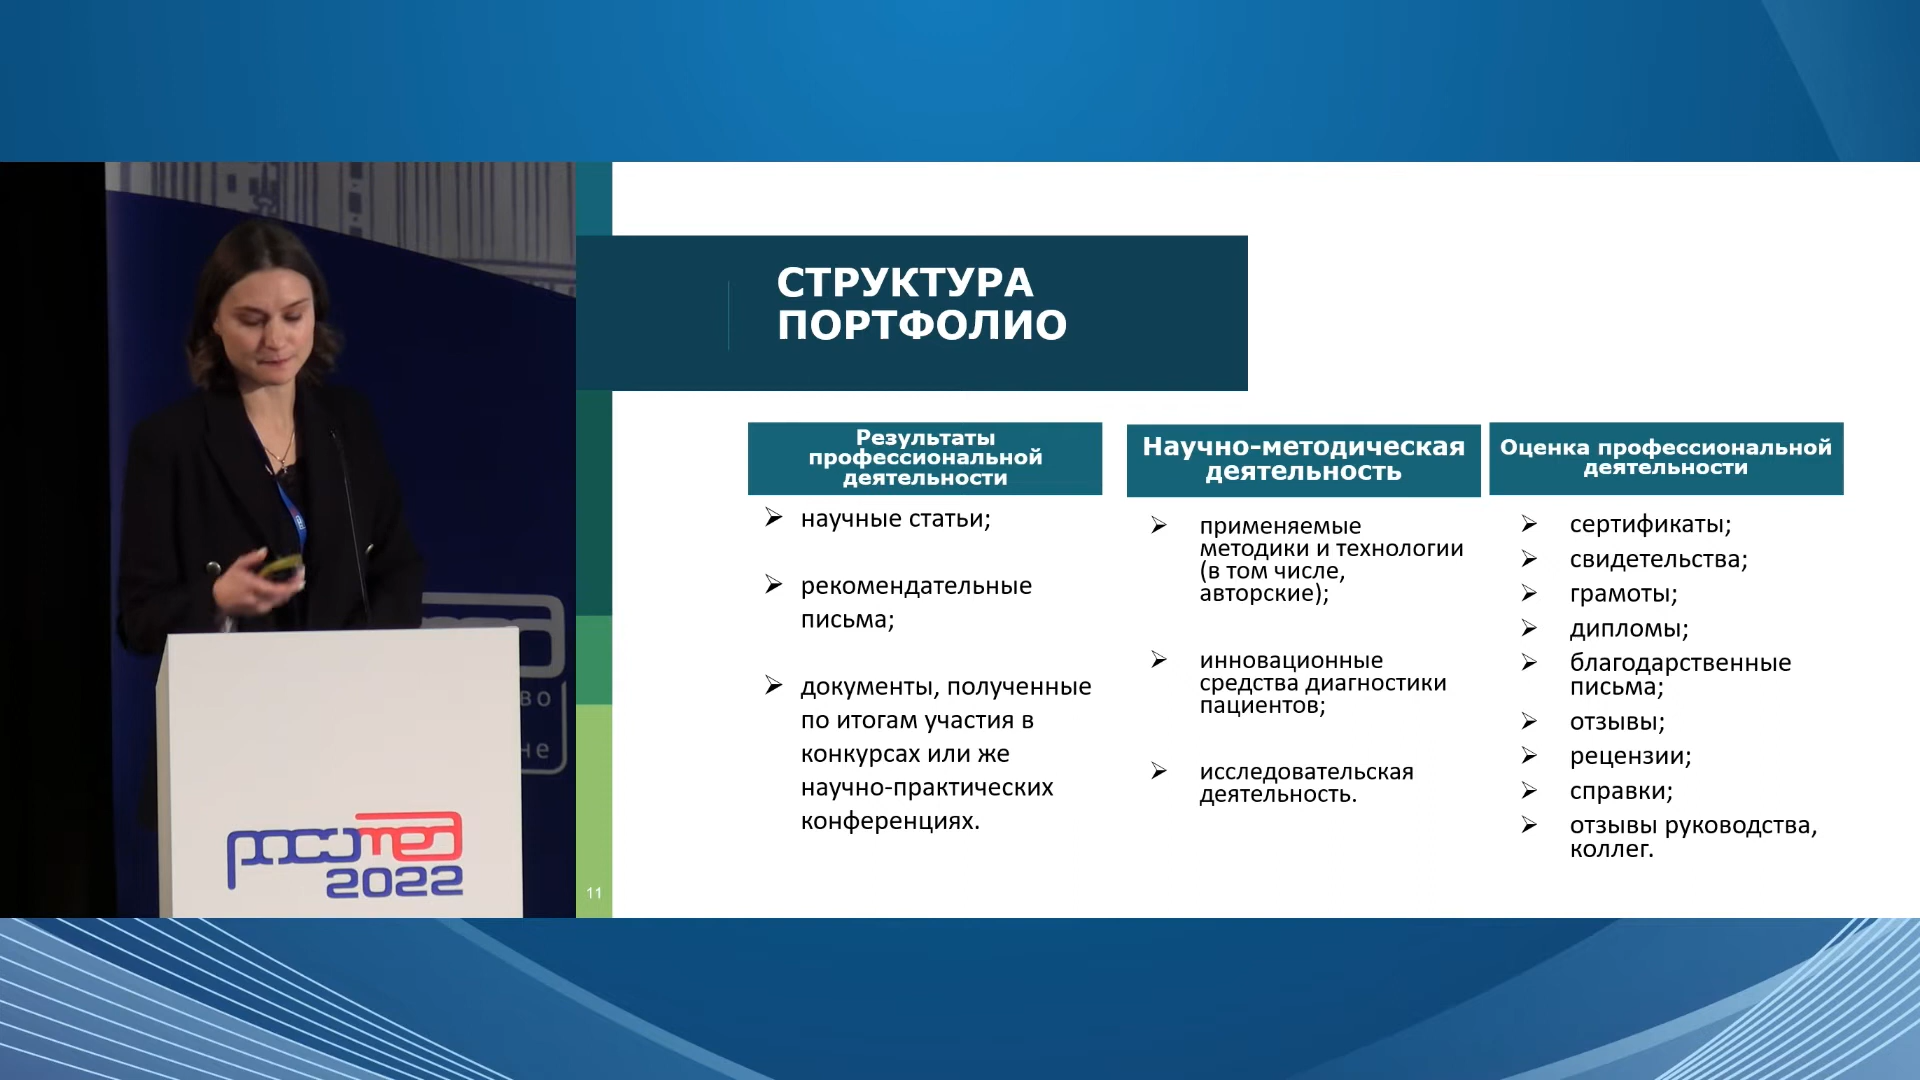 СТРУКТУРА
ПОРТФОЛИО
Результаты
профессиональной
деятельности
научные статьи;
рекомендательные
письма;
документы, полученные
по итогам участия в
конкурсах или же
научно-практических
конференциях.
Научно-методическая
деятельность
применяемые
методики и технологии
(в том числе,
авторские);
инновационные
средства диагностики
пациентов;
исследовательская
деятельность.
Оценка профессиональной
деятельности
сертификаты;
свидетельства;
грамоты;
дипломы;
благодарственные
письма;
отзывы;
рецензии;
справки;
отзывы руководства,
коллег.
11
росомед
2022